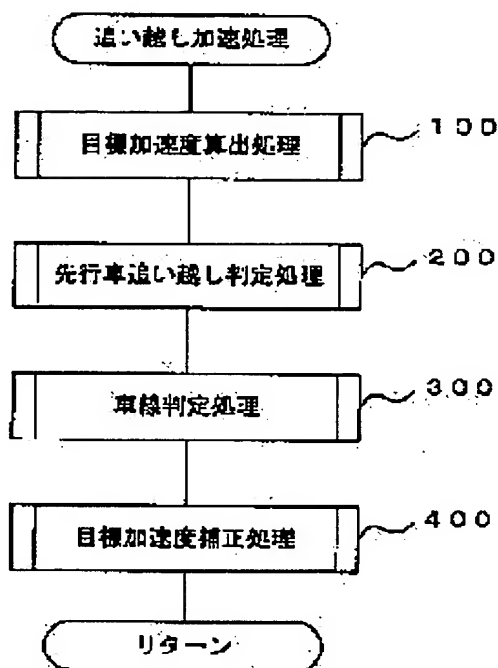 追い越し加速処理
目標加速度算出処理
100
先行車追い越し判定処理
200
車線判定処理
300
目標加速度補正処理
400
リターン